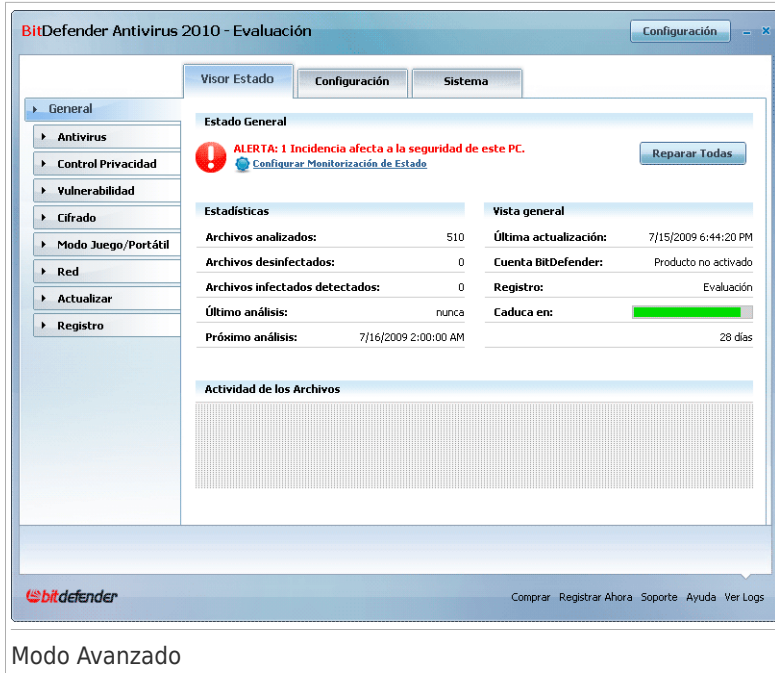 BitDefender Antivirus 2010 - Evaluación
Configuración
Visor Estado
Configuración
Sistema
General
Antivirus
Control Privacidad
Vulnerabilidad
Cifrado
Modo Juego/Portátil
Red
Actualizar
Registro
Estado General
ALERTA: 1 Incidencia afecta a la seguridad de este PC.
Configurar Monitorización de Estado
Reparar Todas
Estadísticas
Archivos analizados: 510
Archivos desinfectados: 0
Archivos infectados detectados: 0
Último análisis: nunca
Próximo análisis: 7/16/2009 2:00:00 AM
Vista general
Última actualización: 7/15/2009 6:44:20 PM
Cuenta BitDefender: Producto no activado
Registro: Evaluación
Caduca en:
28 días
Actividad de los Archivos
bitdefender
Comprar Registrar Ahora Soporte Ayuda Ver Logs
Modo Avanzado